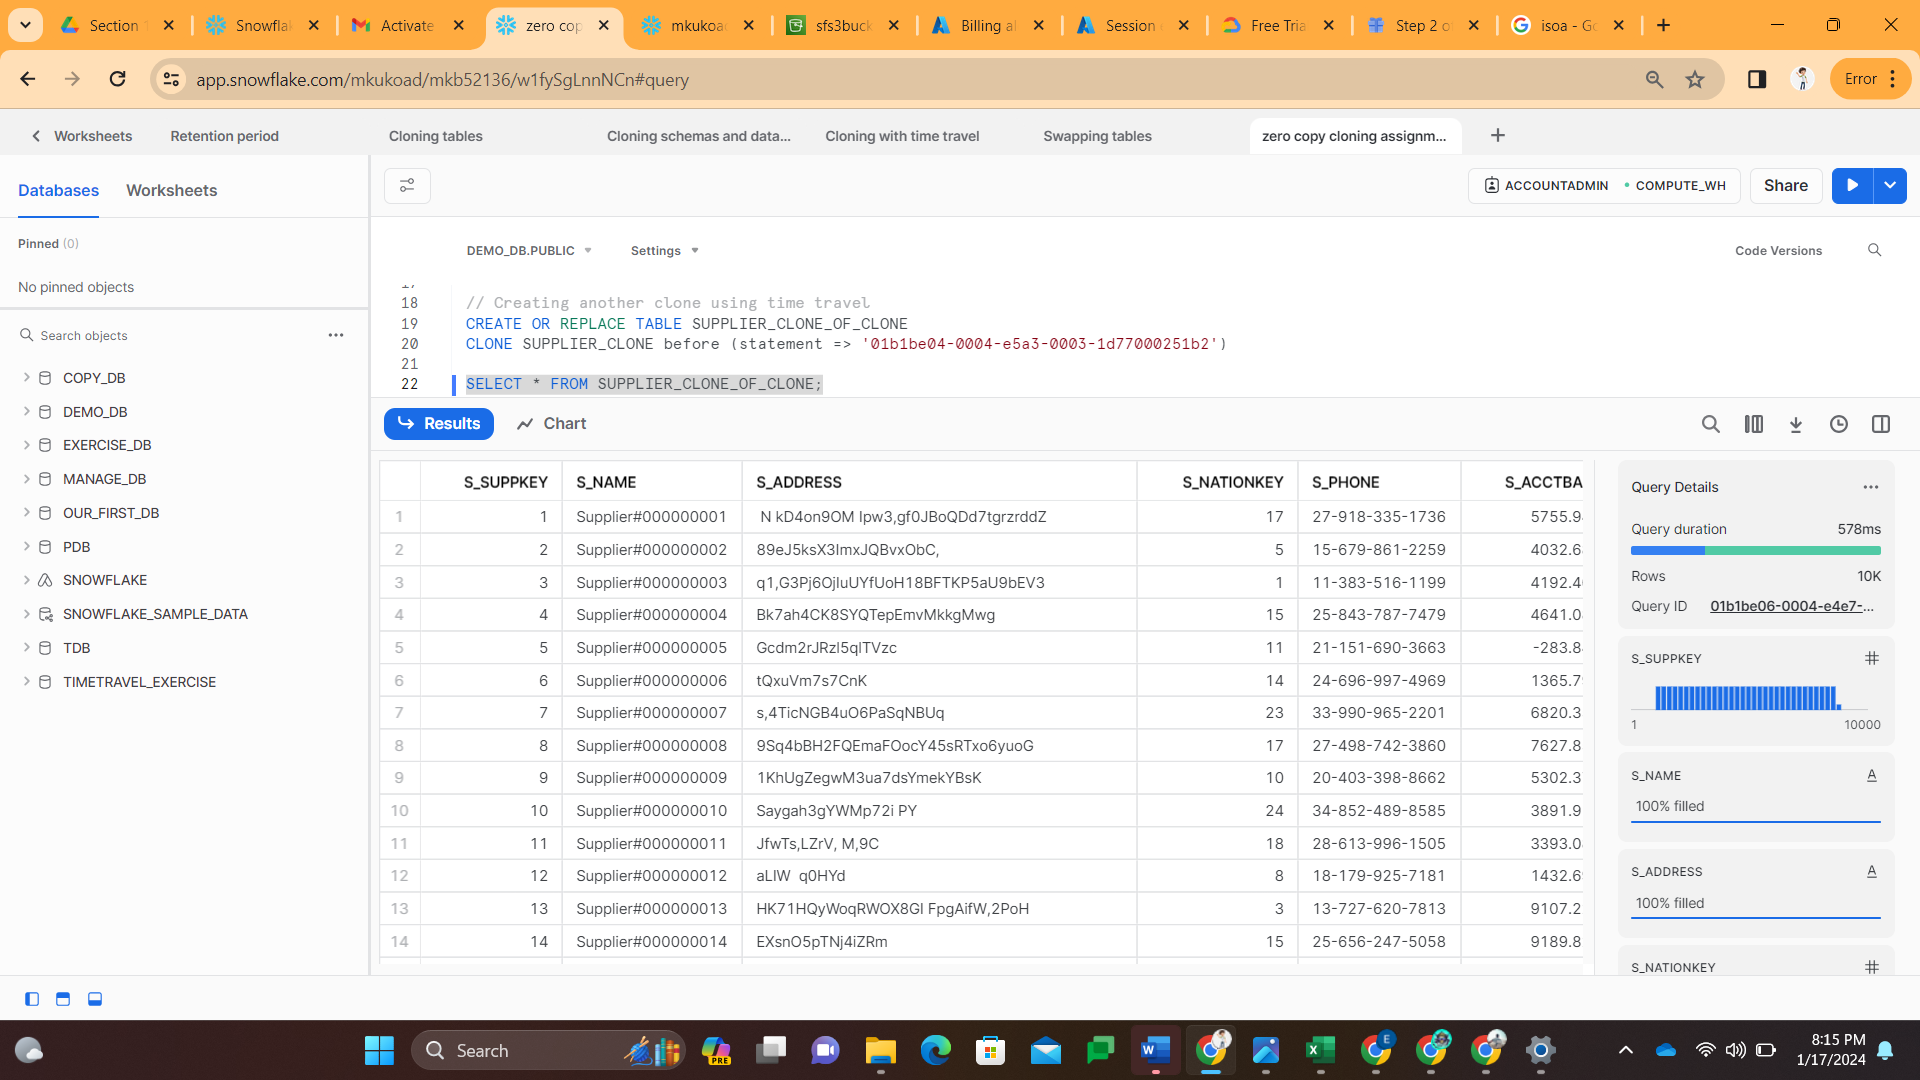 Section
Snowfla
Activate
zero cop
mkukoad
sfs3buck
Billing al
Session
Free Tria
Step 2 o
isoa - Go
app.snowflake.com/mkukoad/mkb52136/w1fySgLnnNCn#query
Error
Worksheets
Retention period
Cloning tables
Cloning schemas and data...
Cloning with time travel
Swapping tables
zero copy cloning assignm...
Databases
Worksheets
ACCOUNTADMIN
COMPUTE_WH
Share
Pinned (0)
No pinned objects
DEMO_DB.PUBLIC
Settings
Code Versions
Search objects
COPY_DB
DEMO_DB
EXERCISE_DB
MANAGE_DB
OUR_FIRST_DB
PDB
SNOWFLAKE
SNOWFLAKE_SAMPLE_DATA
TDB
TIMETRAVEL_EXERCISE
18 // Creating another clone using time travel
19 CREATE OR REPLACE TABLE SUPPLIER_CLONE_OF_CLONE
20 CLONE SUPPLIER_CLONE before (statement => '01b1be04-0004-e5a3-0003-1d77000251b2')
21
22 SELECT * FROM SUPPLIER_CLONE_OF_CLONE;
Results
Chart
S_SUPPKEY S_NAME S_ADDRESS S_NATIONKEY S_PHONE S_ACCTBA
1 1 Supplier#000000001 N kD4on9OM Ipw3,gf0JBoQDd7tgrzrddZ 17 27-918-335-1736 5755.9
2 2 Supplier#000000002 89eJ5ksX3ImxJQBvxObC, 5 15-679-861-2259 4032.6
3 3 Supplier#000000003 q1,G3Pj6OjIuUYfUoH18BFTKP5aU9bEV3 1 11-383-516-1199 4192.4
4 4 Supplier#000000004 Bk7ah4CK8SYQTepEmvMkkgMwg 15 25-843-787-7479 4641.0
5 5 Supplier#000000005 Gcdm2rJRzl5qlTVzc 11 21-151-690-3663 -283.8
6 6 Supplier#000000006 tQxuVm7s7CnK 14 24-696-997-4969 1365.7
7 7 Supplier#000000007 s,4TicNGB4uO6PaSqNBUq 23 33-990-965-2201 6820.3
8 8 Supplier#000000008 9Sq4bBH2FQEmaFOocY45sRTxo6yuoG 17 27-498-742-3860 7627.8
9 9 Supplier#000000009 1KhUgZegwM3ua7dsYmekYBsK 10 20-403-398-8662 5302.3
10 10 Supplier#000000010 Saygah3gYWMp72i PY 24 34-852-489-8585 3891.9
11 11 Supplier#000000011 JfwTs,LZrV, M,9C 18 28-613-996-1505 3393.0
12 12 Supplier#000000012 aLIW  q0HYd 8 18-179-925-7181 1432.6
13 13 Supplier#000000013 HK71HQyWoqRWOX8GI FpgAifW,2PoH 3 13-727-620-7813 9107.2
14 14 Supplier#000000014 EXsnO5pTNj4iZRm 15 25-656-247-5058 9189.8
Query Details
Query duration 578ms
Rows 10K
Query ID 01b1be06-0004-e4e7-...
S_SUPPKEY
1 10000
S_NAME
100% filled
S_ADDRESS
100% filled
S_NATIONKEY
Search
PRE
E
8:15 PM
1/17/2024